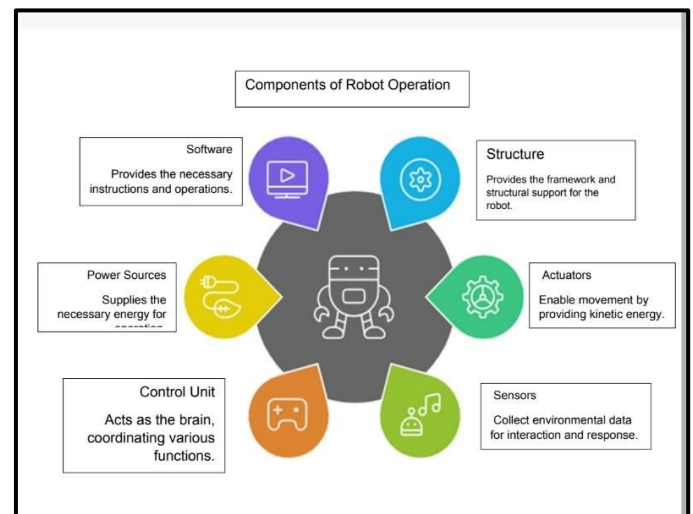 Components of Robot Operation
Software
Provides the necessary
instructions and operations.
Structure
Provides the framework and
structural support for the
robot.
Power Sources
Supplies the
necessary energy for
Actuators
Enable movement by
providing kinetic energy.
Control Unit
Acts as the brain,
coordinating various
functions.
Sensors
Collect environmental data
for interaction and response.